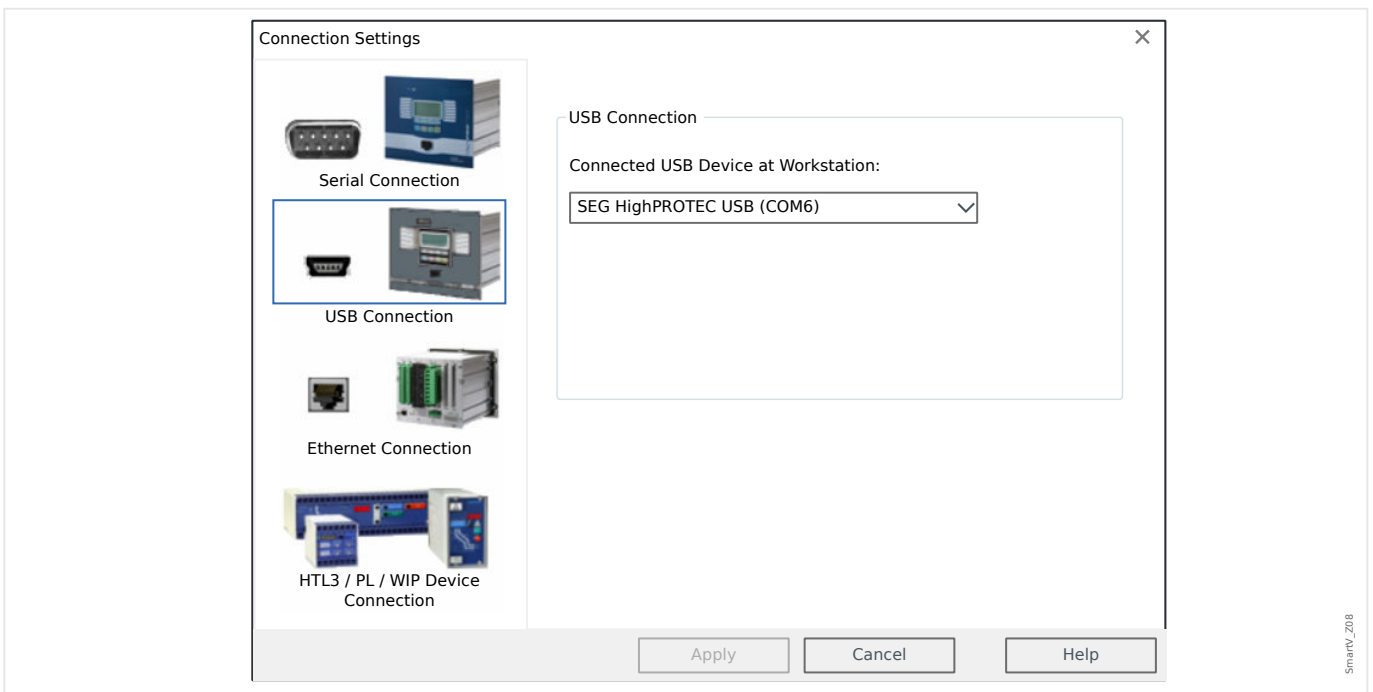 Connection Settings
Serial Connection
USB Connection
Ethernet Connection
HTL3 / PL / WIP Device
Connection
USB Connection
Connected USB Device at Workstation:
SEG HighPROTEC USB (COM6)
Apply
Cancel
Help
SmartV_Z08